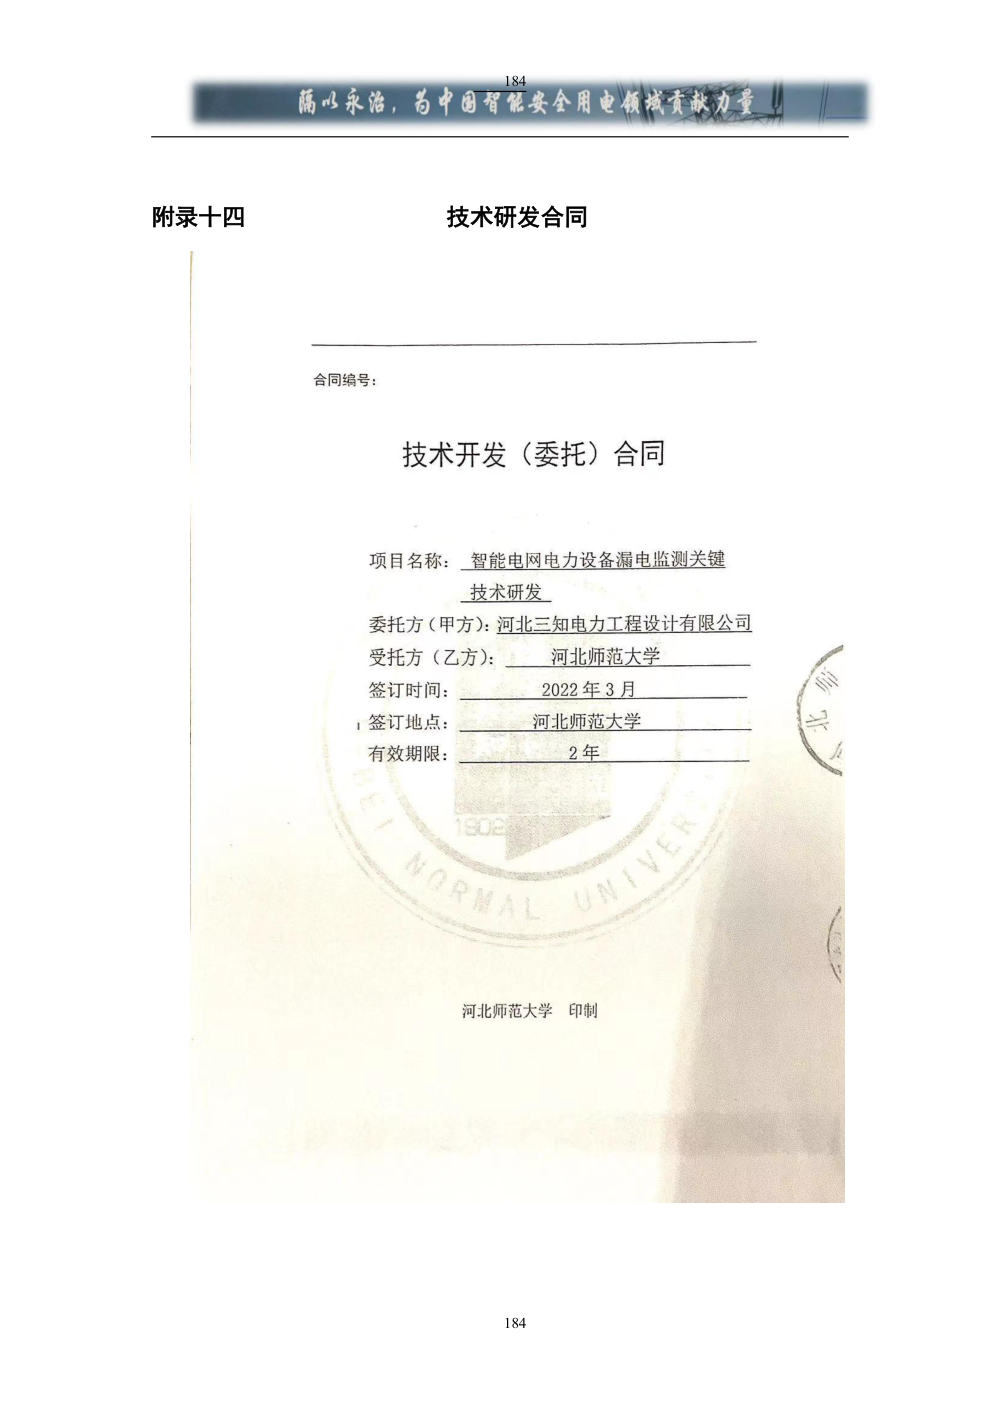 184
隔以永治，为中国智能安全用电领域贡献力量
附录十四 技术研发合同
合同编号：
技术开发（委托）合同
项目名称： 智能电网电力设备漏电监测关键
技术研发
委托方（甲方）：河北三知电力工程设计有限公司
受托方（乙方）： 河北师范大学
签订时间： 2022 年 3 月
签订地点： 河北师范大学
有效期限： 2 年
1902
NORMAL UNIVER
师
北
河北师范大学 印制
184